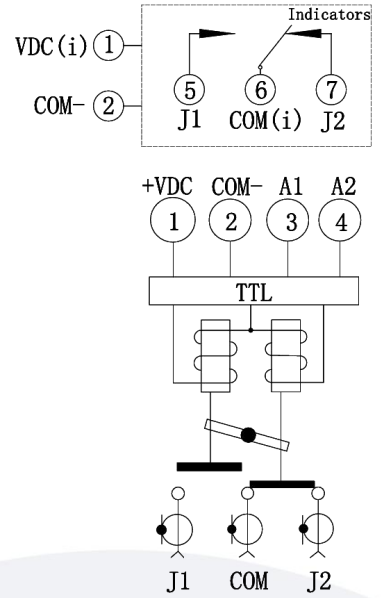 Indicators
VDC(i) 1
COM- 2
5 6 7
J1 COM(i) J2
+VDC COM- A1 A2
1 2 3 4
TTL
J1 COM J2